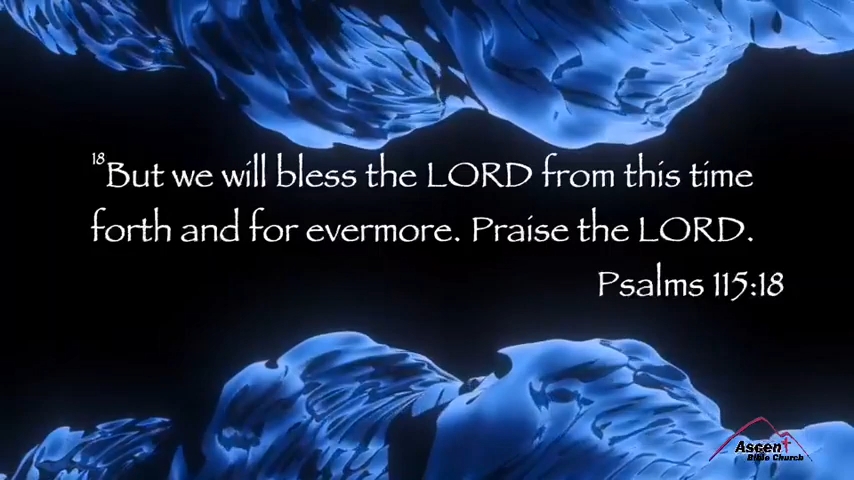 18But we will bless the LORD from this time
forth and for evermore. Praise the LORD.
Psalms 115:18
Ascent
Bible Church